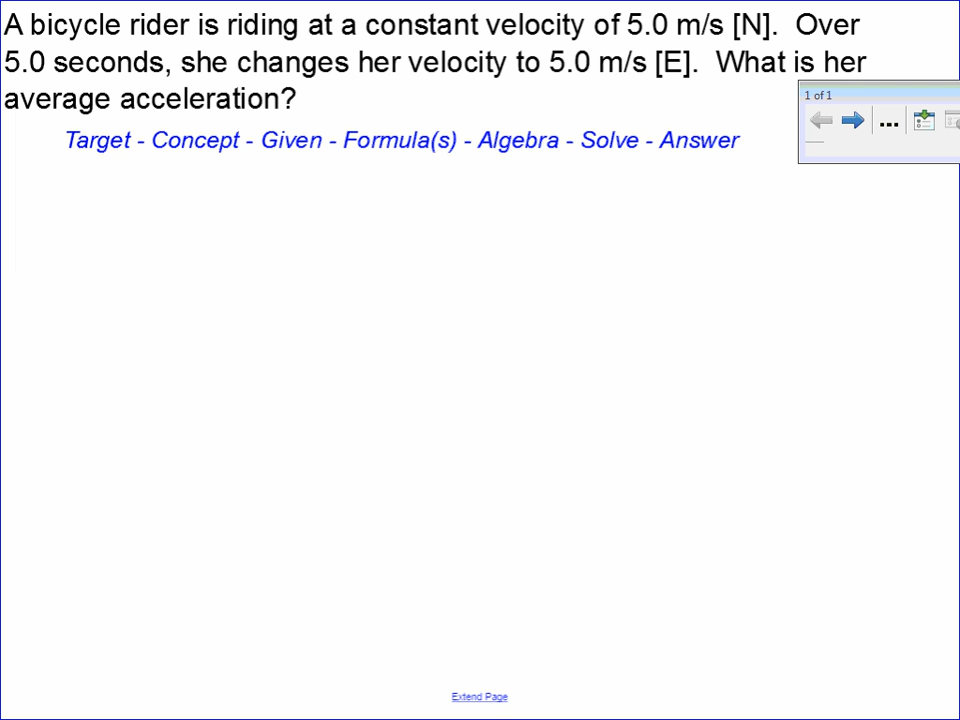 A bicycle rider is riding at a constant velocity of 5.0 m/s [N].  Over
5.0 seconds, she changes her velocity to 5.0 m/s [E].  What is her
average acceleration?
1 of 1
...
Target - Concept - Given - Formula(s) - Algebra - Solve - Answer
Extend Page